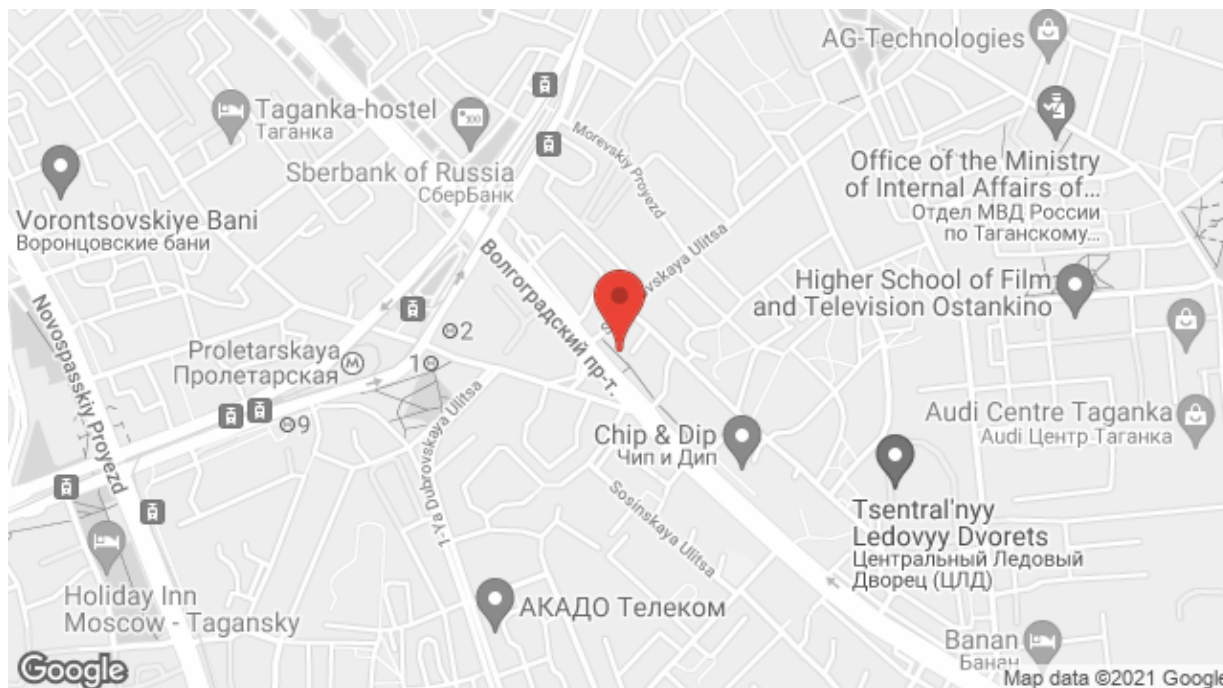 AG-Technologies
Taganka-hostel
Таганка
Sberbank of Russia
СберБанк
Morevskiy Proyezd
Office of the Ministry
of Internal Affairs of...
Отдел МВД России
по Таганскому...
Vorontsovskiye Bani
Воронцовские бани
Волгоградский пр-т.
Higher School of Film
and Television Ostankino
Novospasskiy Proyezd
Proletarskaya
Пролетарская
M
2
1
9
1-Ya Dubrovskaya Ulitsa
Chip & Dip
Чип и Дип
Audi Centre Taganka
Audi Центр Таганка
Sosinskaya Ulitsa
Tsentral'nyy
Ledovyy Dvorets
Центральный Ледовый
Дворец (ЦЛД)
Holiday Inn
Moscow - Tagansky
АКАДО Телеком
Banan
Банан
Google
Map data ©2021 Google